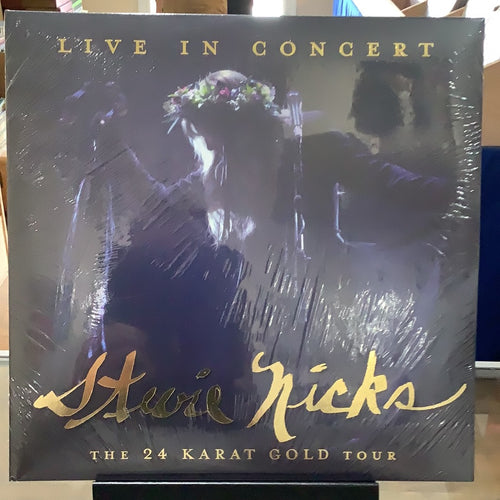 LIVE IN CONCERT
Stevie Nicks
THE 24 KARAT GOLD TOUR